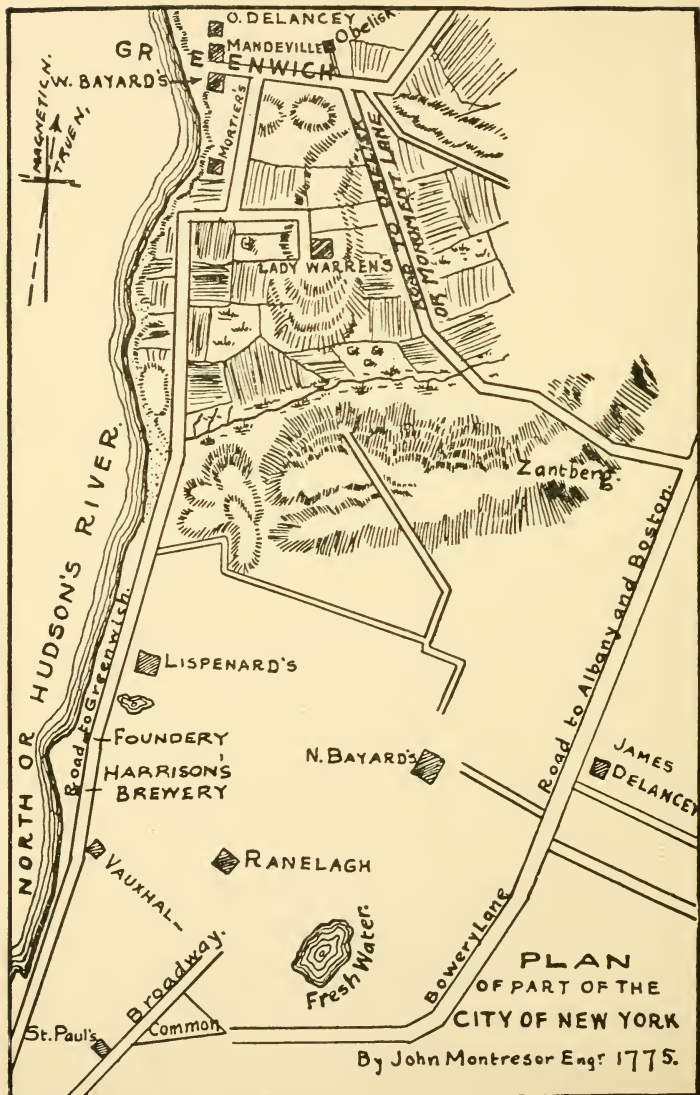 O. DELANCEY
Obelisk
MANDEVILLE
GREENWICH
W. BAYARD'S
MAGNETIC N.
TRUE N.
MORTIER'S
ROAD TO OBELISK
OR MONUMENT LANE
LADY WARRENS
Zantberg.
NORTH OR HUDSON'S RIVER.
Road to Greenwish.
Road to Albany and Boston.
LISPENARD'S
FOUNDERY
HARRISON'S
BREWERY
N. BAYARD'S
JAMES
DELANCEY
VAUXHAL
RANELAGH
Fresh Water.
Bowery Lane
Broadway.
Common
St. Paul's
PLAN
OF PART OF THE
CITY OF NEW YORK
By John Montresor Engr. 1775.